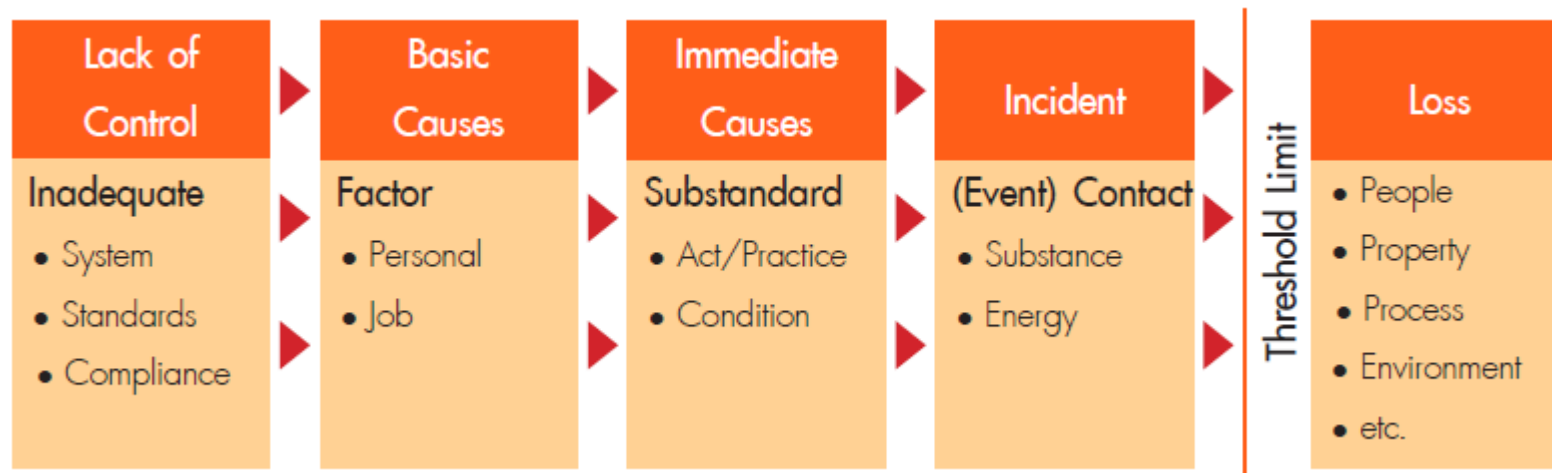 Lack of
Control
Inadequate
• System
• Standards
• Compliance
Basic
Causes
Factor
• Personal
• Job
Immediate
Causes
Substandard
• Act/Practice
• Condition
Incident
(Event) Contact
• Substance
• Energy
Threshold Limit
Loss
• People
• Property
• Process
• Environment
• etc.